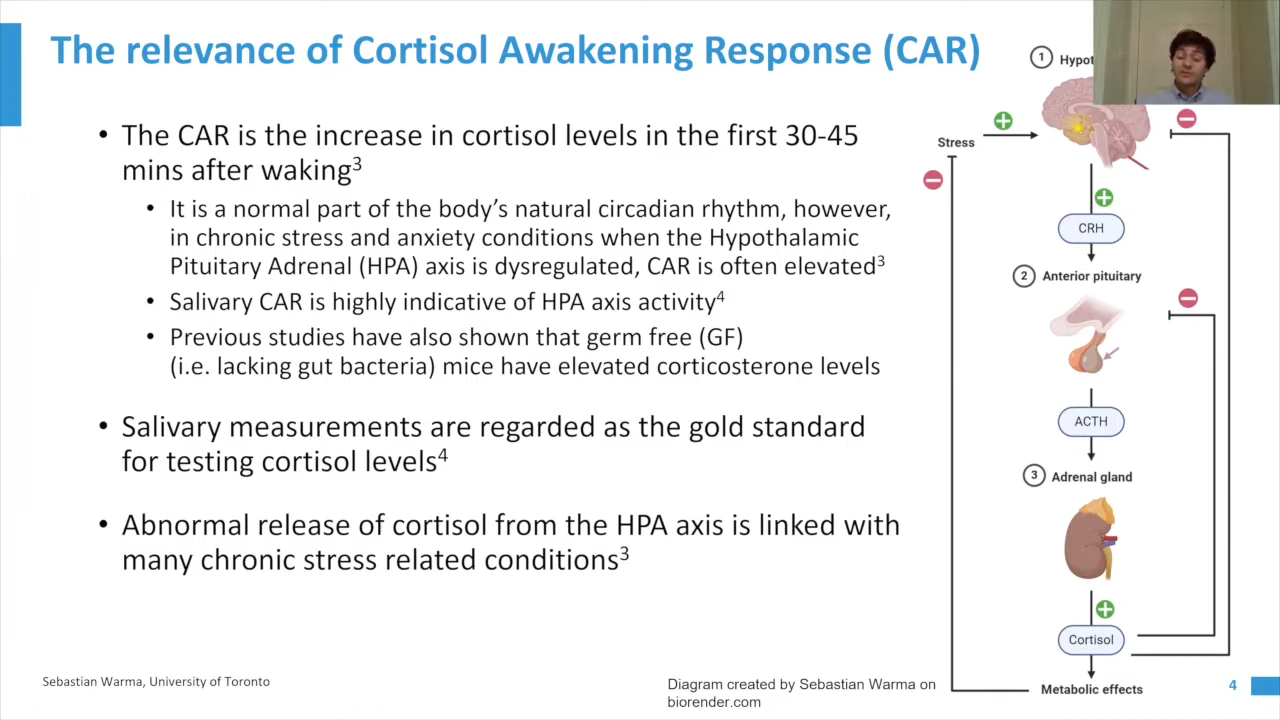 The relevance of Cortisol Awakening Response (CAR)
• The CAR is the increase in cortisol levels in the first 30-45
mins after waking³
• It is a normal part of the body’s natural circadian rhythm, however,
in chronic stress and anxiety conditions when the Hypothalamic
Pituitary Adrenal (HPA) axis is dysregulated, CAR is often elevated³
• Salivary CAR is highly indicative of HPA axis activity⁴
• Previous studies have also shown that germ free (GF)
(i.e. lacking gut bacteria) mice have elevated corticosterone levels
• Salivary measurements are regarded as the gold standard
for testing cortisol levels⁴
• Abnormal release of cortisol from the HPA axis is linked with
many chronic stress related conditions³
1
Stress
CRH
2 Anterior pituitary
ACTH
3 Adrenal gland
Cortisol
Metabolic effects
Sebastian Warma, University of Toronto
Diagram created by Sebastian Warma on
biorender.com
4